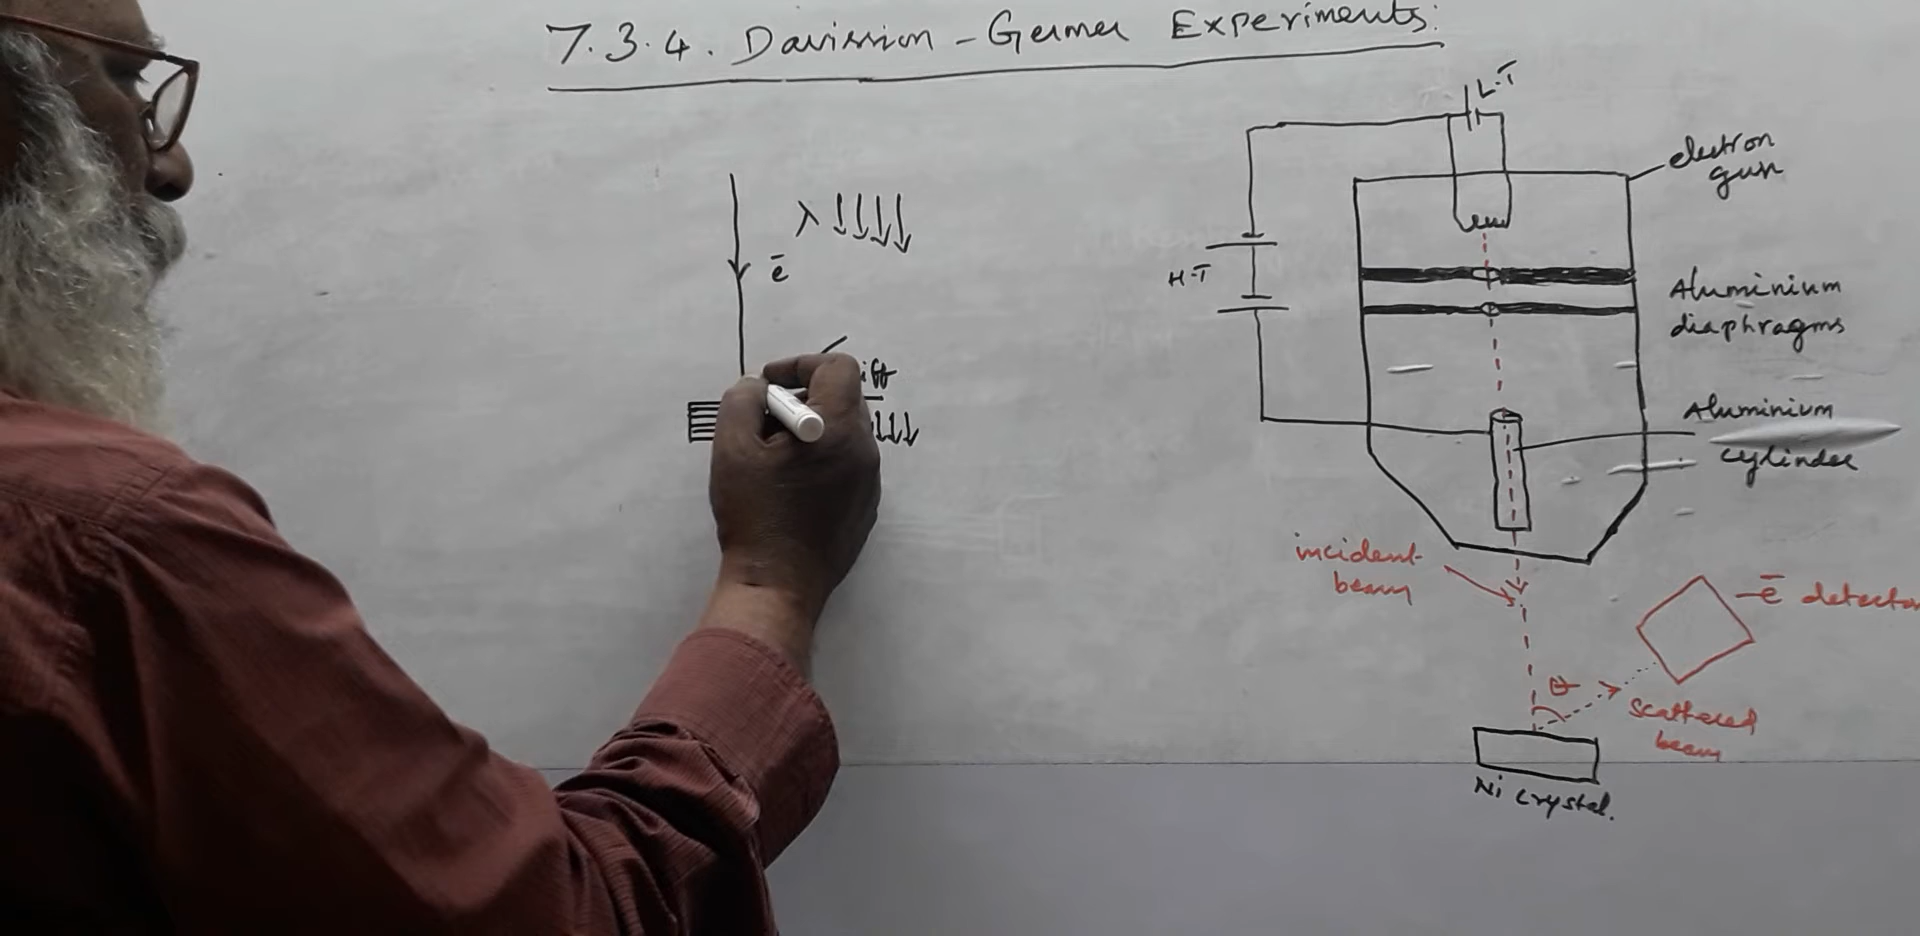 7.3.4. Davission - Germer Experiments:
L.T
electron
gun
λ
ē
H.T
Aluminium
diaphragms
Aluminium
cylinder
incident
beam
ē detector
θ
scattered
beam
Ni crystal.